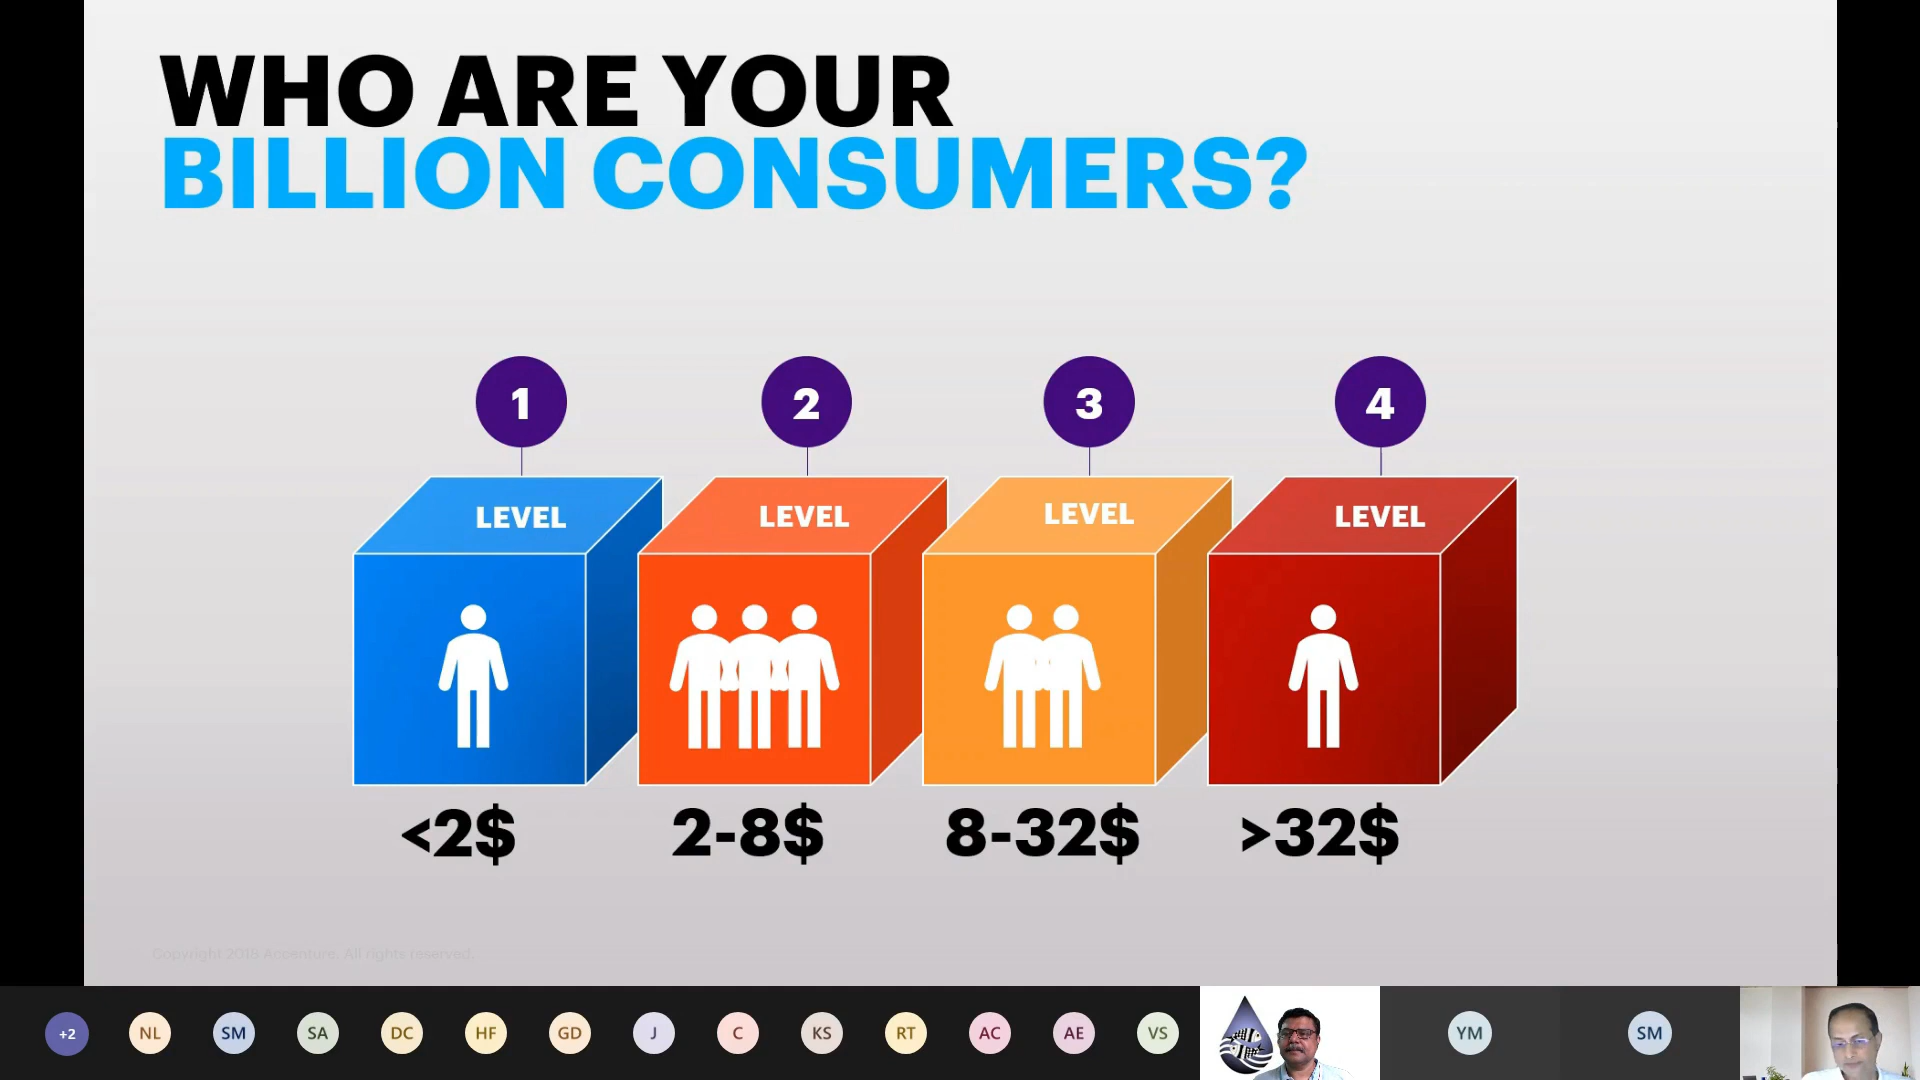 WHO ARE YOUR
BILLION CONSUMERS?
1
2
3
4
LEVEL
LEVEL
LEVEL
LEVEL
<2$
2-8$
8-32$
>32$
Copyright 2018 Accenture. All rights reserved.
+2
NL
SM
SA
DC
HF
GD
J
C
KS
RT
AC
AE
VS
YM
SM